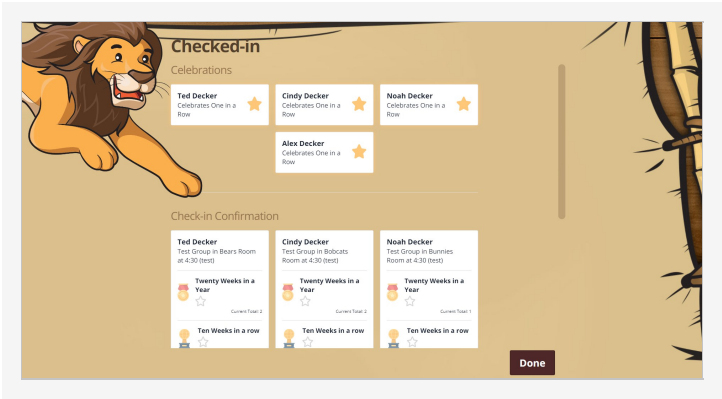 Checked-in
Celebrations
Ted Decker
Celebrates One in a
Row
Cindy Decker
Celebrates One in a
Row
Noah Decker
Celebrates One in a
Row
Alex Decker
Celebrates One in a
Row
Check-in Confirmation
Ted Decker
Test Group in Bears Room
at 4:30 (test)
Twenty Weeks in a
Year
Current Total: 2
Ten Weeks in a row
Cindy Decker
Test Group in Bobcats
Room at 4:30 (test)
Twenty Weeks in a
Year
Current Total: 2
Ten Weeks in a row
Noah Decker
Test Group in Bunnies
Room at 4:30 (test)
Twenty Weeks in a
Year
Current Total: 1
Ten Weeks in a row
Done